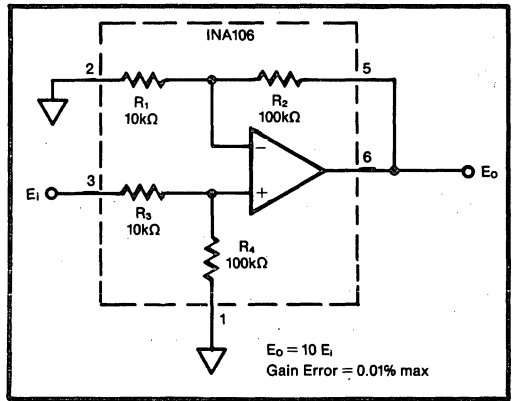 INA106
2
R₁
10kΩ
R₂
100kΩ
5
−
+
6
Eₒ
Eᵢ
3
R₃
10kΩ
R₄
100kΩ
1
Eₒ = 10 Eᵢ
Gain Error = 0.01% max